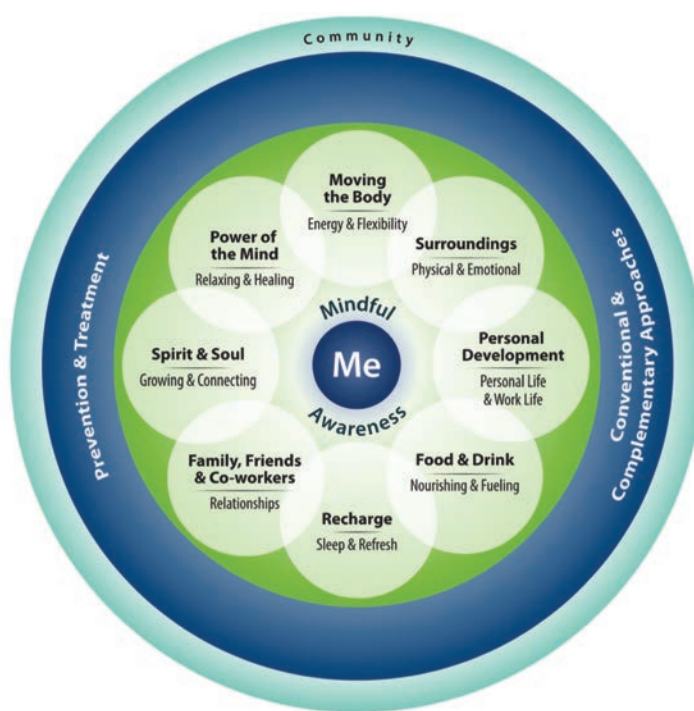 Community
Moving
the Body
Energy & Flexibility
Surroundings
Physical & Emotional
Personal
Development
Personal Life
& Work Life
Food & Drink
Nourishing & Fueling
Recharge
Sleep & Refresh
Family, Friends
& Co-workers
Relationships
Spirit & Soul
Growing & Connecting
Power of
the Mind
Relaxing & Healing
Mindful
Me
Awareness
Prevention & Treatment
Conventional &
Complementary Approaches